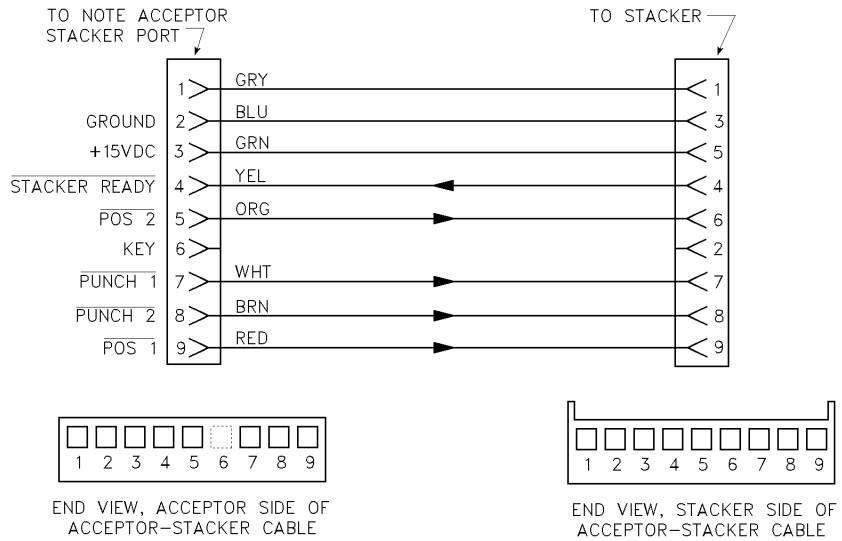 TO NOTE ACCEPTOR
STACKER PORT
TO STACKER
1 GRY 1
GROUND 2 BLU 3
+15VDC 3 GRN 5
STACKER READY 4 YEL 4
POS 2 5 ORG 6
KEY 6 2
PUNCH 1 7 WHT 7
PUNCH 2 8 BRN 8
POS 1 9 RED 9
1 2 3 4 5 6 7 8 9
END VIEW, ACCEPTOR SIDE OF
ACCEPTOR-STACKER CABLE
1 2 3 4 5 6 7 8 9
END VIEW, STACKER SIDE OF
ACCEPTOR-STACKER CABLE